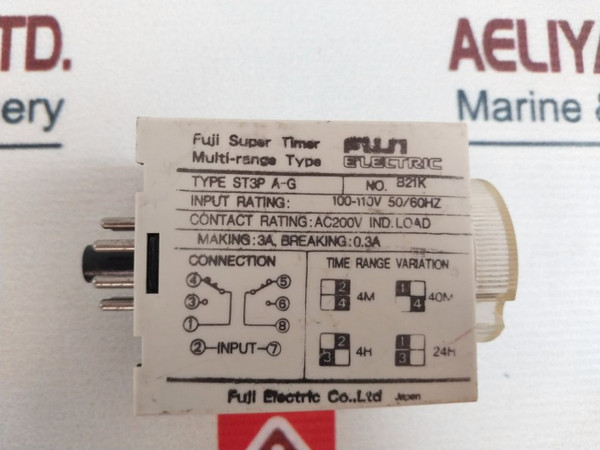 LTD.
AELIYA
ery
Marine &
Fuji Super Timer
Multi-range Type
FUJI
ELECTRIC
TYPE ST3P A-G
NO. B21K
INPUT RATING: 100-110V 50/60HZ
CONTACT RATING:AC200V IND.LOAD
MAKING:3A, BREAKING:0.3A
CONNECTION
TIME RANGE VARIATION
④ ⑤
③ ⑥
① ⑧
②-INPUT-⑦
2 4 4M
1 4 40M
1 3 4H
1 3 24H
Fuji Electric Co.,Ltd Japan